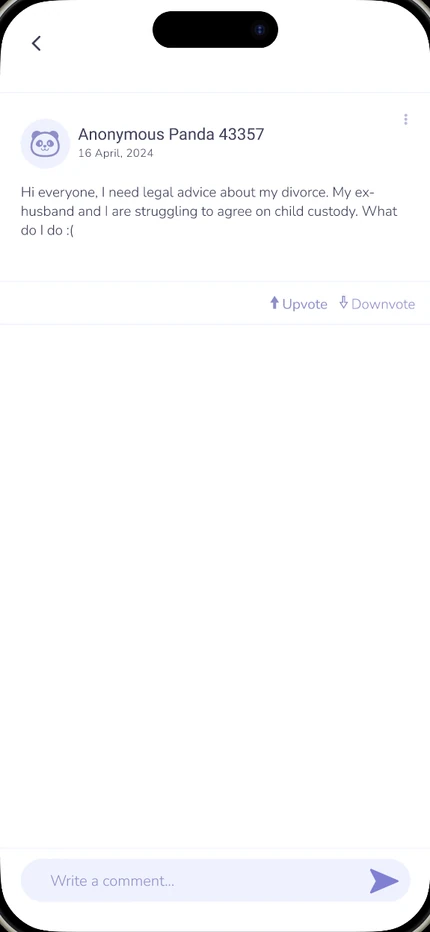 Anonymous Panda 43357
16 April, 2024
Hi everyone, I need legal advice about my divorce. My ex-
husband and I are struggling to agree on child custody. What
do I do :(
Upvote Downvote
Write a comment...